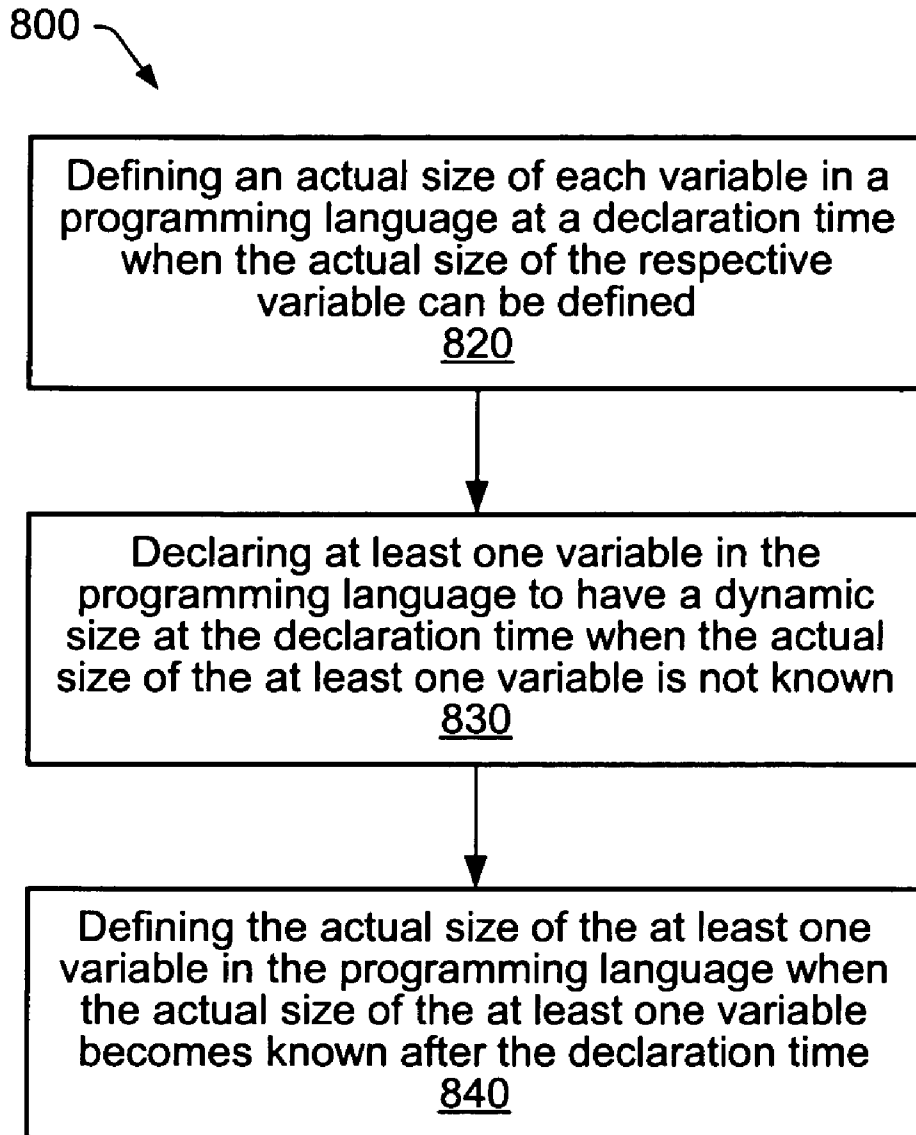 800
Defining an actual size of each variable in a
programming language at a declaration time
when the actual size of the respective
variable can be defined
820
Declaring at least one variable in the
programming language to have a dynamic
size at the declaration time when the actual
size of the at least one variable is not known
830
Defining the actual size of the at least one
variable in the programming language when
the actual size of the at least one variable
becomes known after the declaration time
840